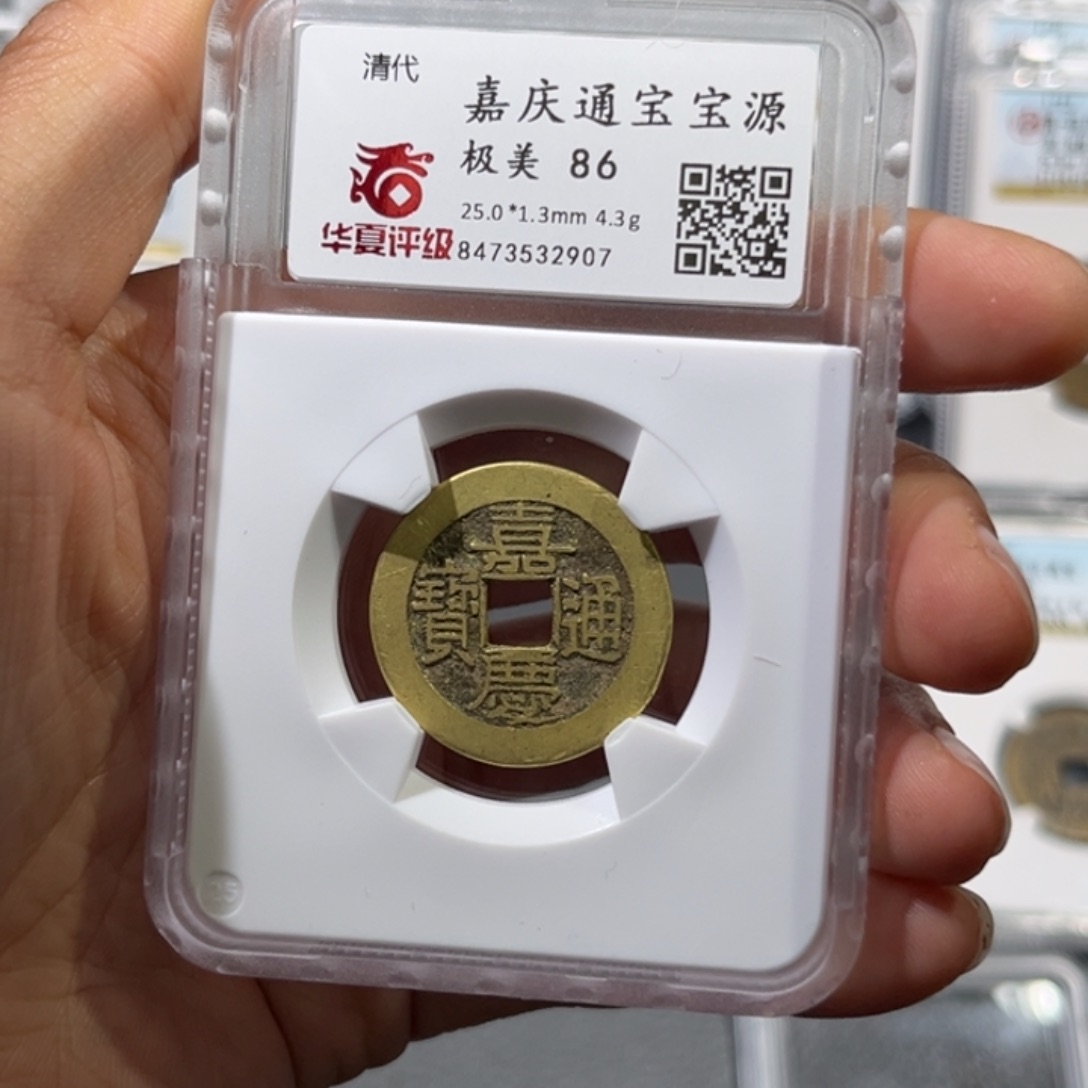 清代
嘉庆通宝宝源
极美 86
25.0*1.3mm 4.3g
华夏评级
8473532907
嘉
寶 通
慶
25